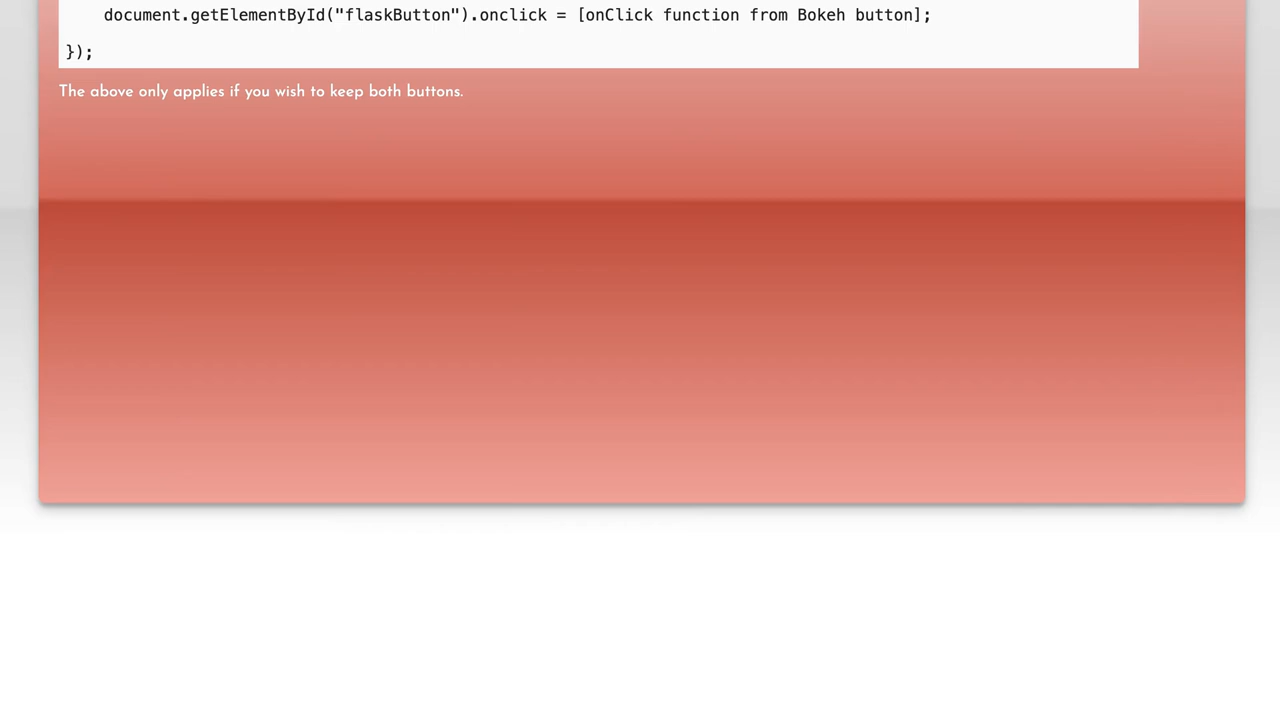 document.getElementById("flaskButton").onclick = [onClick function from Bokeh button];
});
The above only applies if you wish to keep both buttons.